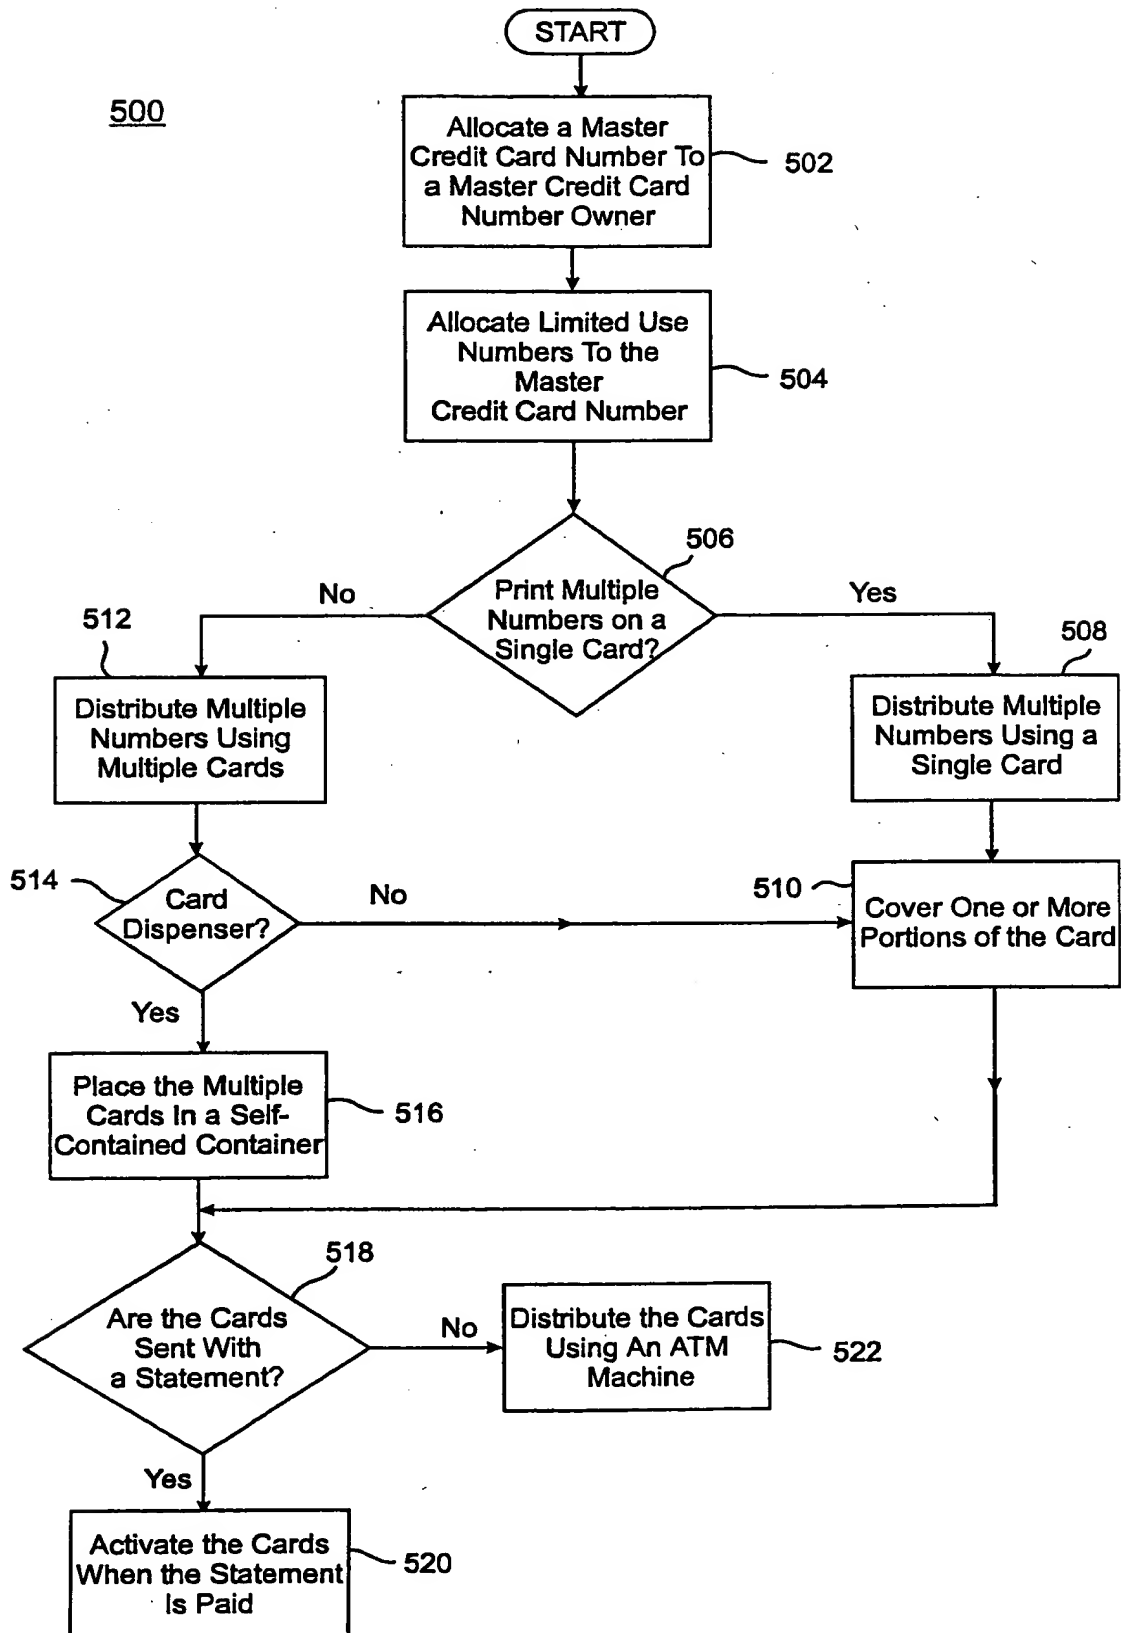 START
500
Allocate a Master
Credit Card Number To
a Master Credit Card
Number Owner
502
Allocate Limited Use
Numbers To the
Master
Credit Card Number
504
506
Print Multiple
Numbers on a
Single Card?
No
Yes
512
508
Distribute Multiple
Numbers Using
Multiple Cards
Distribute Multiple
Numbers Using a
Single Card
514
Card
Dispenser?
No
510
Cover One or More
Portions of the Card
Yes
Place the Multiple
Cards In a Self-
Contained Container
516
518
Are the Cards
Sent With
a Statement?
No
Distribute the Cards
Using An ATM
Machine
522
Yes
Activate the Cards
When the Statement
Is Paid
520